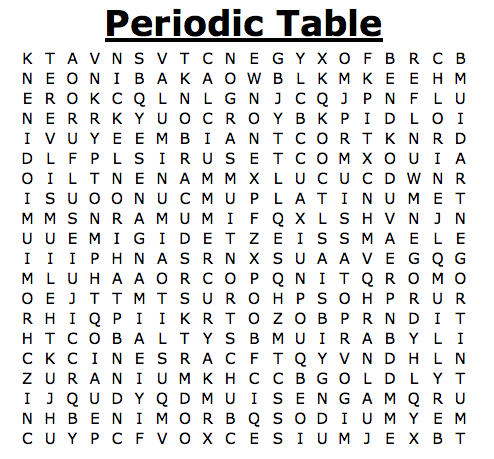 Periodic Table
K T A V N S V T C N E G Y X O F B R C B
N E O N I B A K A O W B L K M K E E H M
E R O K C Q L N L G N J C Q J P N F L U
N E R R K Y U O C R O Y B K P I D L O I
I V U Y E E M B I A N T C O R T K N R D
D L F P L S I R U S E T C O M X O U I A
O I L T N E N A M M X L U C U C D W N R
I S U O O N U C M U P L A T I N U M E T
M M S N R A M U M I F Q X L S H V N J N
U U E M I G I D E T Z E I S S M A E L E
I I I P H N A S R N X S U A A V E G Q G
M L U H A A O R C O P Q N I T Q R O M O
O E J T T M T S U R O H P S O H P R U R
R H I Q P I I K R T O Z O B P R N D I T
H T C O B A L T Y S B M U I R A B Y L I
C K C I N E S R A C F T Q Y V N D H L N
Z U R A N I U M K H C C B G O L D L Y T
I J Q U D Y Q D M U I S E N G A M Q R U
N H B E N I M O R B Q S O D I U M Y E M
C U Y P C F V O X C E S I U M J E X B T